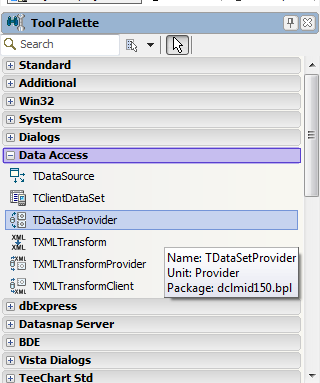 Tool Palette
Search
Standard
Additional
Win32
System
Dialogs
Data Access
TDataSource
TClientDataSet
TDataSetProvider
TXMLTransform
TXMLTransformProvider
TXMLTransformClient
Name: TDataSetProvider
Unit: Provider
Package: dclmid150.bpl
dbExpress
Datasnap Server
BDE
Vista Dialogs
TeeChart Std